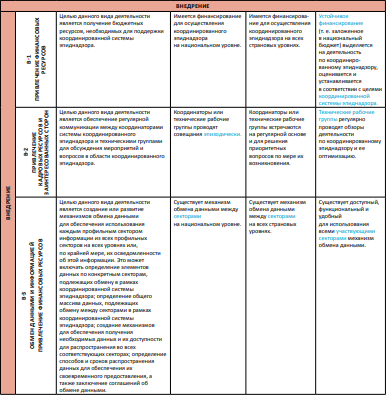 ВНЕДРЕНИЕ
ВНЕДРЕНИЕ
В-1
ПРИВЛЕЧЕНИЕ ФИНАНСОВЫХ
РЕСУРСОВ
Целью данного вида деятельности
является получение бюджетных
ресурсов, необходимых для поддержки
координированной системы
эпиднадзора.
Имеется финансирование
для осуществления
координированного
эпиднадзора
на национальном уровне.
Имеется финансирова-
ние для осуществления
координированного
эпиднадзора на всех
страновых уровнях.
Устойчивое
финансирование
(т. е. заложенное
в национальный
бюджет) выделяется
на деятельность
по координиро-
ванному эпиднадзору,
оценивается и
устанавливается
в соответствии с целями
координированной
системы эпиднадзора.
В-2
ПРИВЛЕЧЕНИЕ
КАДРОВЫХ РЕСУРСОВ И
ЗАИНТЕРЕСОВАННЫХ СТОРОН
Целью данного вида деятельности
является обеспечение регулярной
коммуникации между координаторами
системы координированного
эпиднадзора и техническими группами
для обсуждения мероприятий и
вопросов в области координированного
эпиднадзора.
Координаторы или
технические рабочие
группы проводят
совещания эпизодически.
Координаторы или
технические рабочие
группы встречаются
на регулярной основе
и для решения
приоритетных
вопросов по мере их
возникновения.
Технические рабочие
группы регулярно
проводят обзоры
деятельности
по координированному
эпиднадзору и ее
оптимизацию.
В-3
ОБМЕН ДАННЫМИ И ИНФОРМАЦИЕЙ
ПРИВЛЕЧЕНИЕ ФИНАНСОВЫХ РЕСУРСОВ
Целью данного вида деятельности
является создание или развитие
механизмов обмена данными
для обеспечения использования
каждым профильным сектором
информации из всех профильных
секторов на всех уровнях или,
по крайней мере, их осведомленности
об этой информации. Это может
включать определение элементов
данных по конкретным секторам,
подлежащих обмену в рамках
координированной системы
эпиднадзора; определение общего
массива данных, подлежащих
обмену между секторами в рамках
координированной системы
эпиднадзора; создание механизмов
для обеспечения получения
необходимых данных и их доступности
для распространения во всех
соответствующих секторах; определение
способов и сроков распространения
данных для обеспечения их
своевременного предоставления, а
также заключение соглашений об
обмене данными.
Существует механизм
обмена данными между
секторами
на национальном уровне.
Существует механизм
обмена данными
между секторами
на всех страновых
уровнях.
Существует доступный,
функциональный и
удобный
для использования
всеми участвующими
секторами механизм
обмена данными.